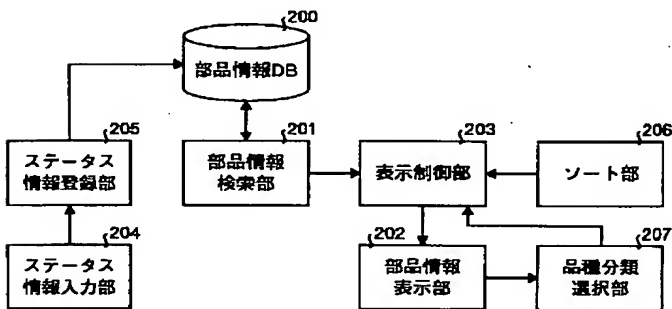 200
部品情報DB
205
ステータス
情報登録部
201
部品情報
検索部
203
表示制御部
206
ソート部
204
ステータス
情報入力部
202
部品情報
表示部
207
品種分類
選択部